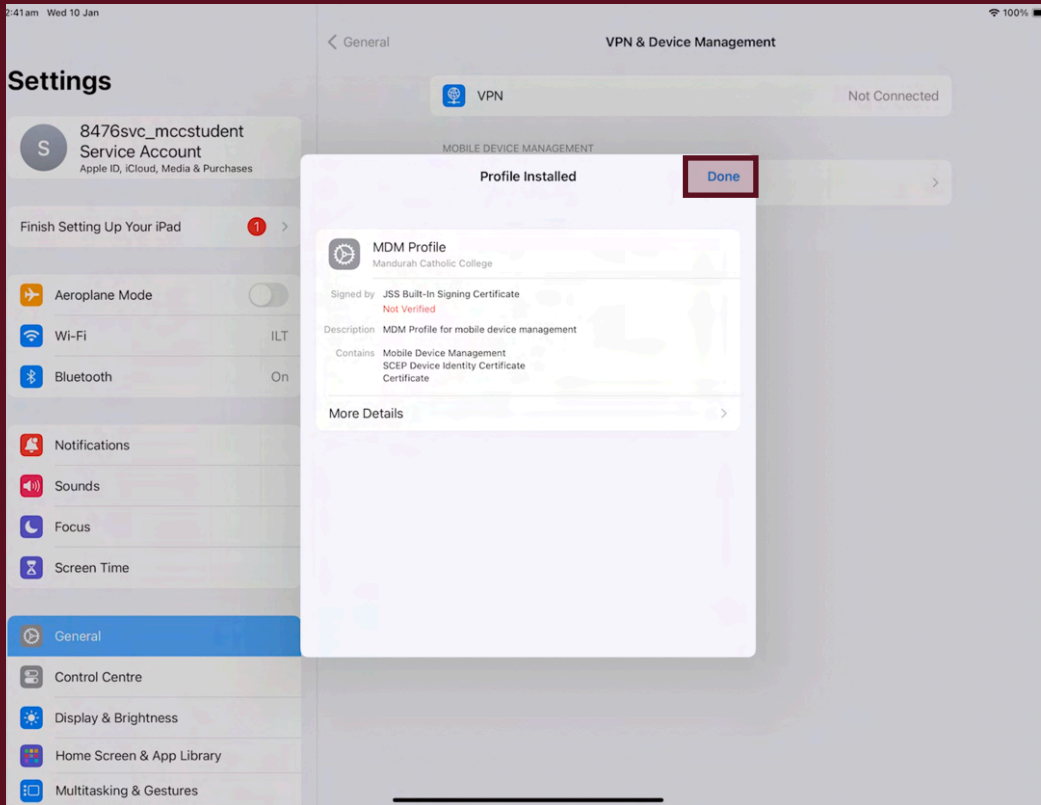 2:41 am Wed 10 Jan
100%
Settings
S
8476svc_mccstudent
Service Account
Apple ID, iCloud, Media & Purchases
Finish Setting Up Your iPad 1
Aeroplane Mode
Wi-Fi ILT
Bluetooth On
Notifications
Sounds
Focus
Screen Time
General
Control Centre
Display & Brightness
Home Screen & App Library
Multitasking & Gestures
General
VPN & Device Management
VPN Not Connected
MOBILE DEVICE MANAGEMENT
Profile Installed Done
MDM Profile
Mandurah Catholic College
Signed by JSS Built-In Signing Certificate
Not Verified
Description MDM Profile for mobile device management
Contains Mobile Device Management
SCEP Device Identity Certificate
Certificate
More Details